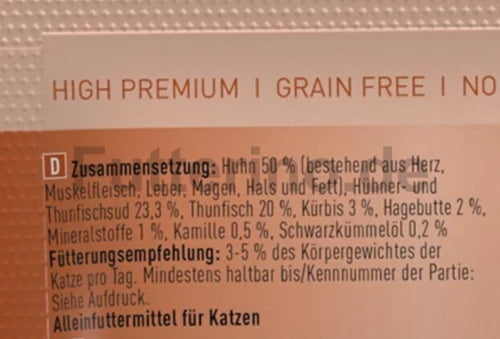 HIGH PREMIUM | GRAIN FREE | NO
D Zusammensetzung: Huhn 50 % (bestehend aus Herz,
Muskelfleisch, Leber, Magen, Hals und Fett), Hühner- und
Thunfischsud 23,3 %, Thunfisch 20 %, Kürbis 3 %, Hagebutte 2 %,
Mineralstoffe 1 %, Kamille 0,5 %, Schwarzkümmelöl 0,2 %
Fütterungsempfehlung: 3-5 % des Körpergewichtes der
Katze pro Tag. Mindestens haltbar bis/Kennnummer der Partie:
Siehe Aufdruck.
Alleinfuttermittel für Katzen